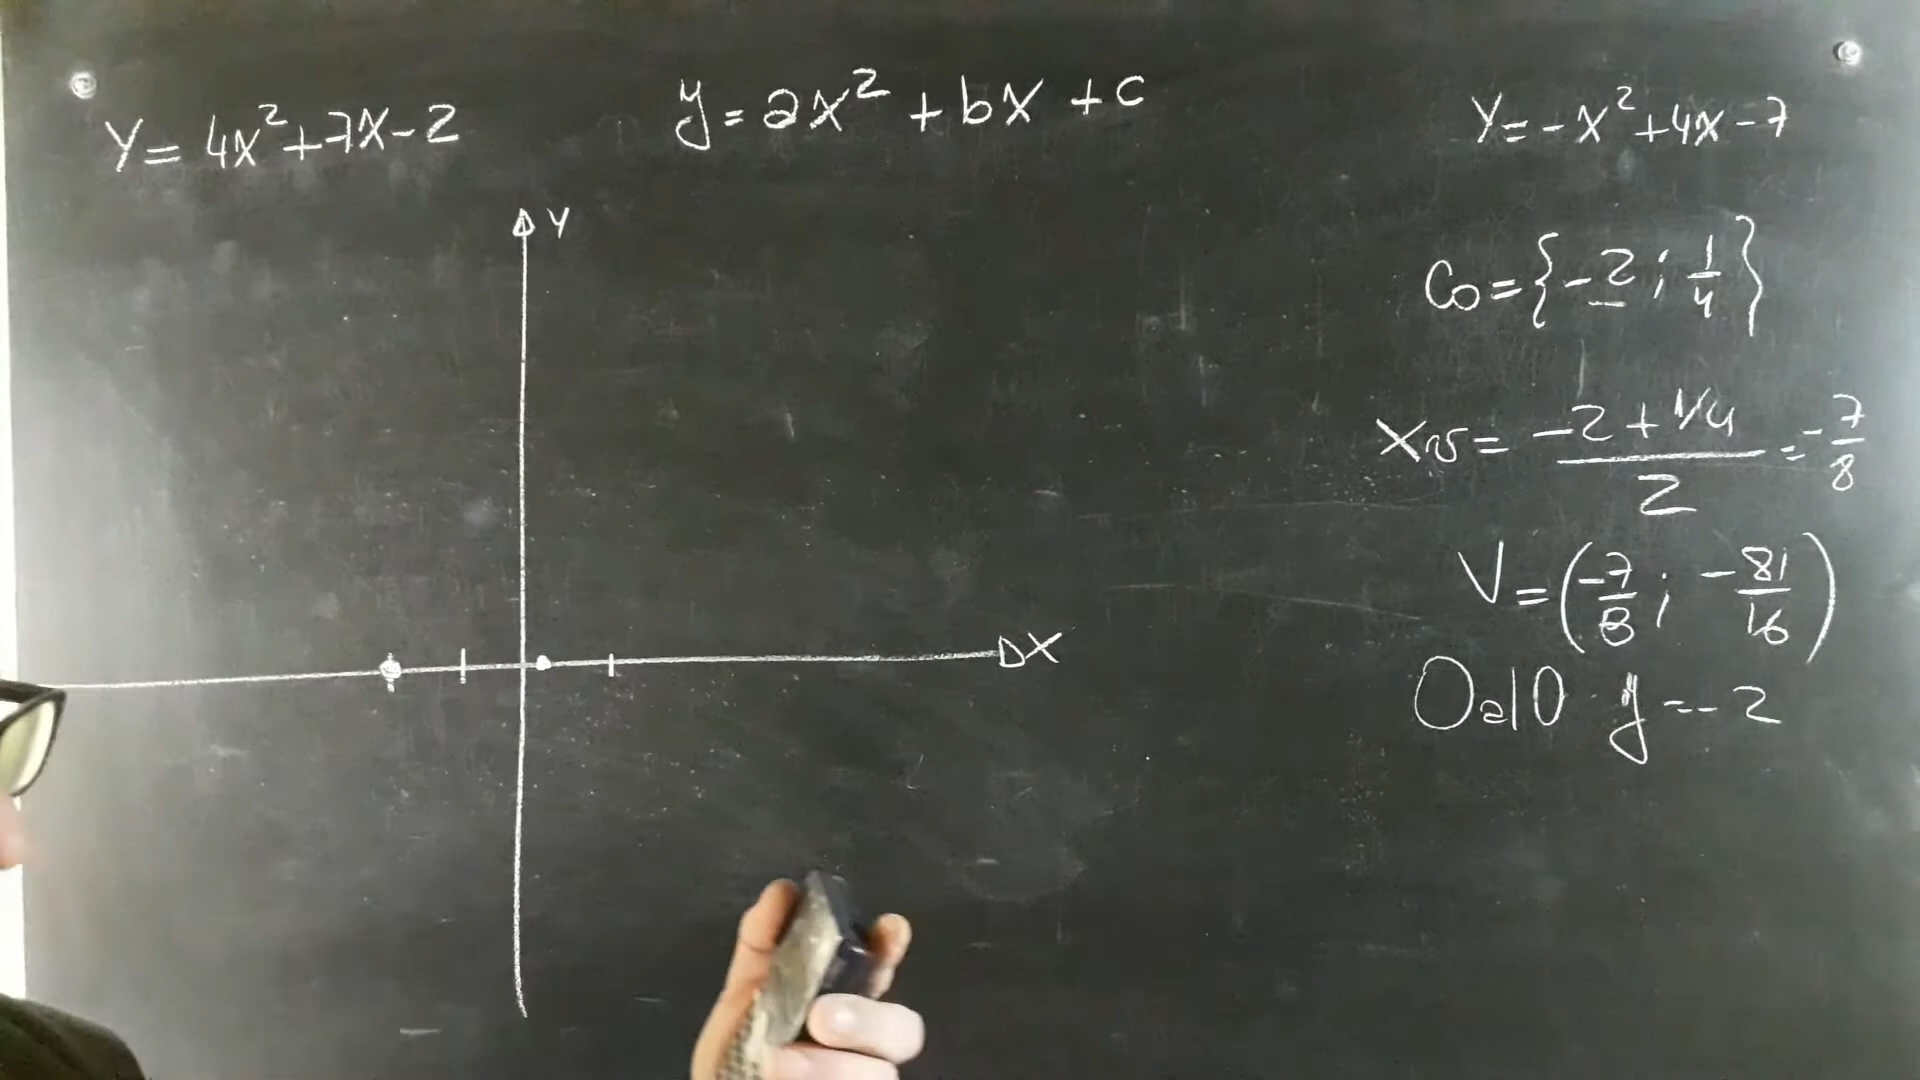 Y = 4x² + 7x - 2
y = ax² + bx + c
Y = -x² + 4x - 7
Y
X
C₀ = {-2 ; 1/4}
Xv = (-2 + 1/4)/2 = -7/8
V = (-7/8 ; -81/16)
OalO y = -2